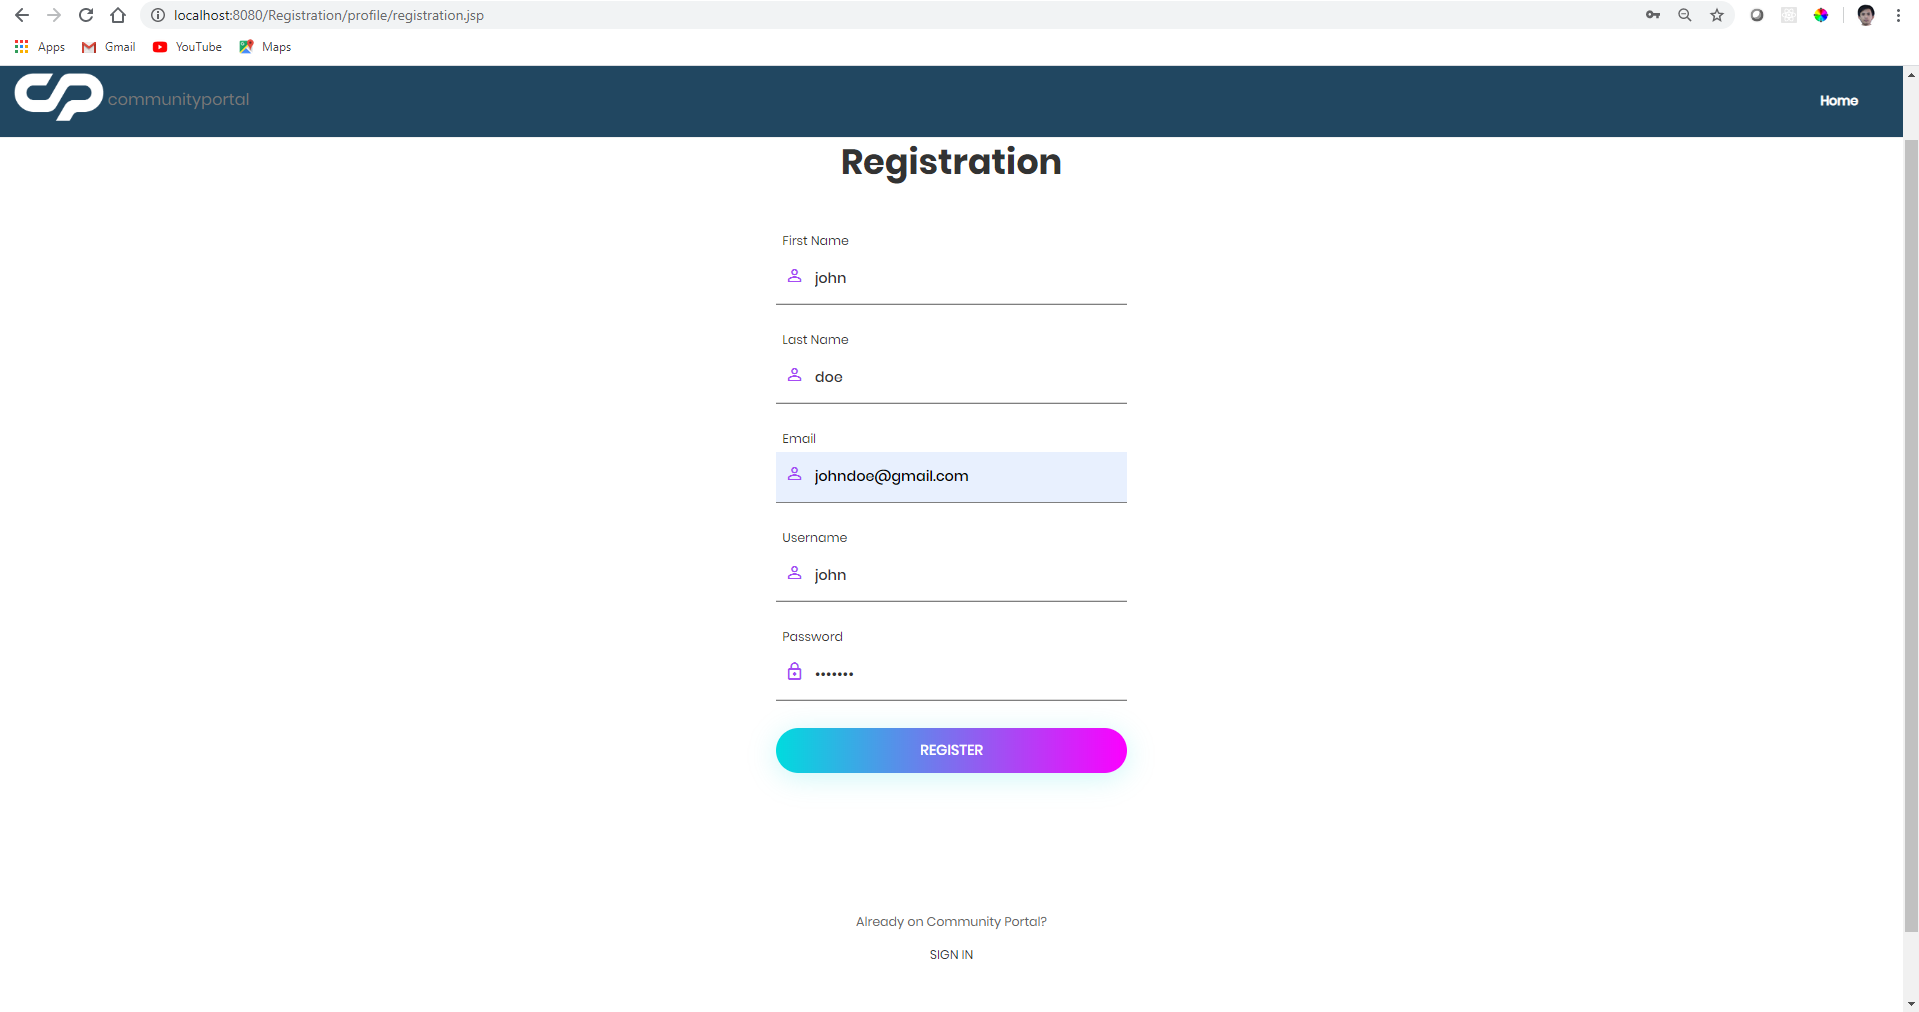 localhost:8080/Registration/profile/registration.jsp
Apps Gmail YouTube Maps
cp communityportal Home
Registration
First Name
john
Last Name
doe
Email
johndoe@gmail.com
Username
john
Password
•••••••
REGISTER
Already on Community Portal?
SIGN IN